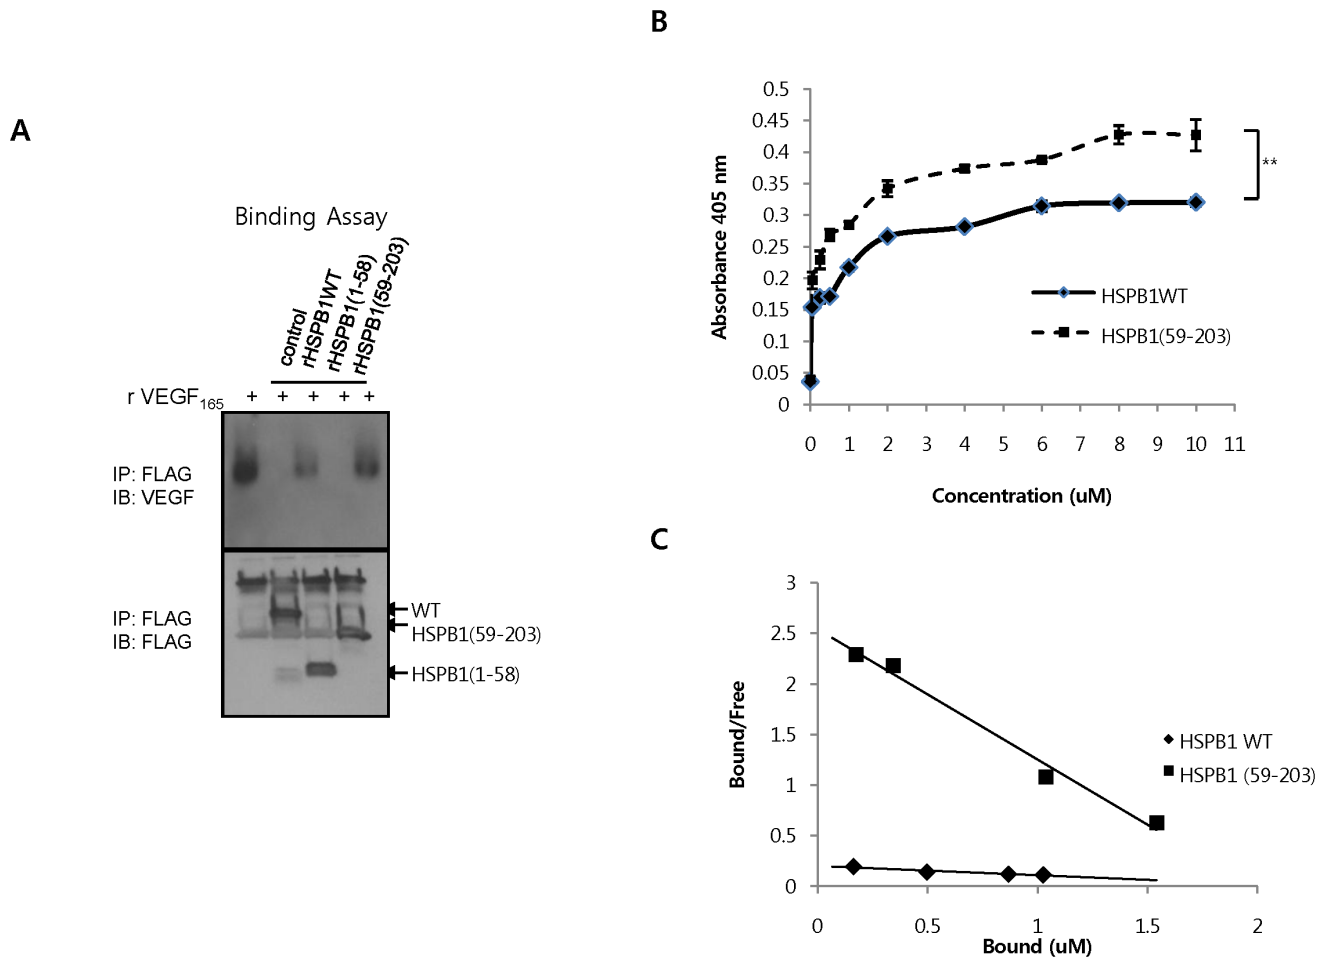 A
Binding Assay
control
rHSPB1WT
rHSPB1(1-58)
rHSPB1(59-203)
r VEGF165 + + + + +
IP: FLAG
IB: VEGF
IP: FLAG
IB: FLAG
WT
HSPB1(59-203)
HSPB1(1-58)
B
Absorbance 405 nm
0.5
0.45
0.4
0.35
0.3
0.25
0.2
0.15
0.1
0.05
0
0 1 2 3 4 5 6 7 8 9 10 11
Concentration (uM)
**
HSPB1WT
HSPB1(59-203)
C
Bound/Free
3
2.5
2
1.5
1
0.5
0
0 0.5 1 1.5 2
Bound (uM)
HSPB1 WT
HSPB1 (59-203)